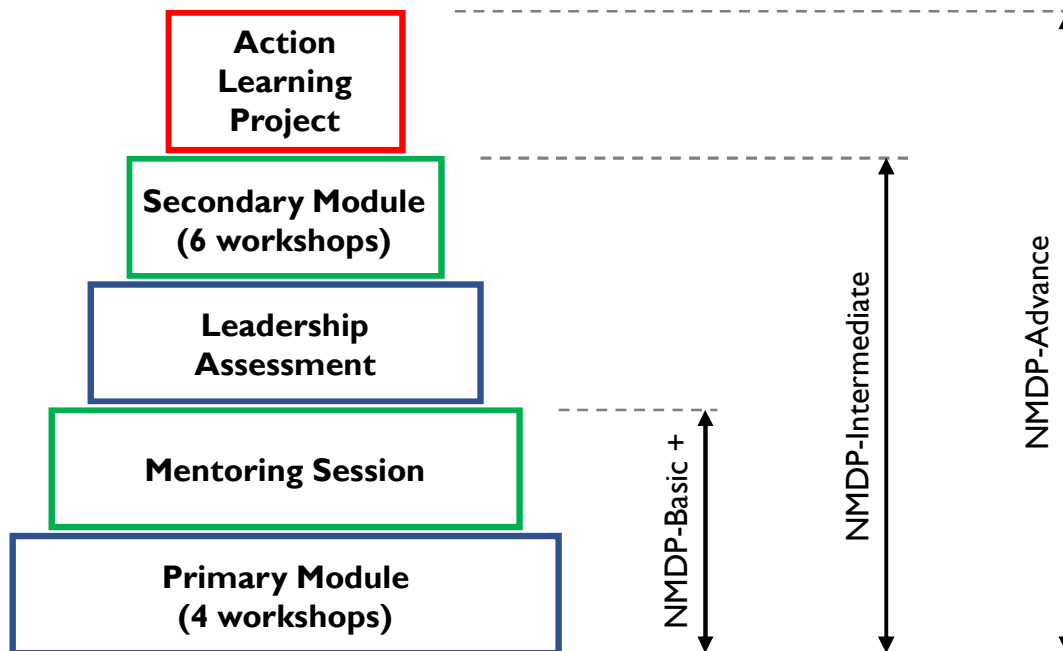 Action
Learning
Project
Secondary Module
(6 workshops)
Leadership
Assessment
Mentoring Session
Primary Module
(4 workshops)
NMDP-Basic +
NMDP-Intermediate
NMDP-Advance